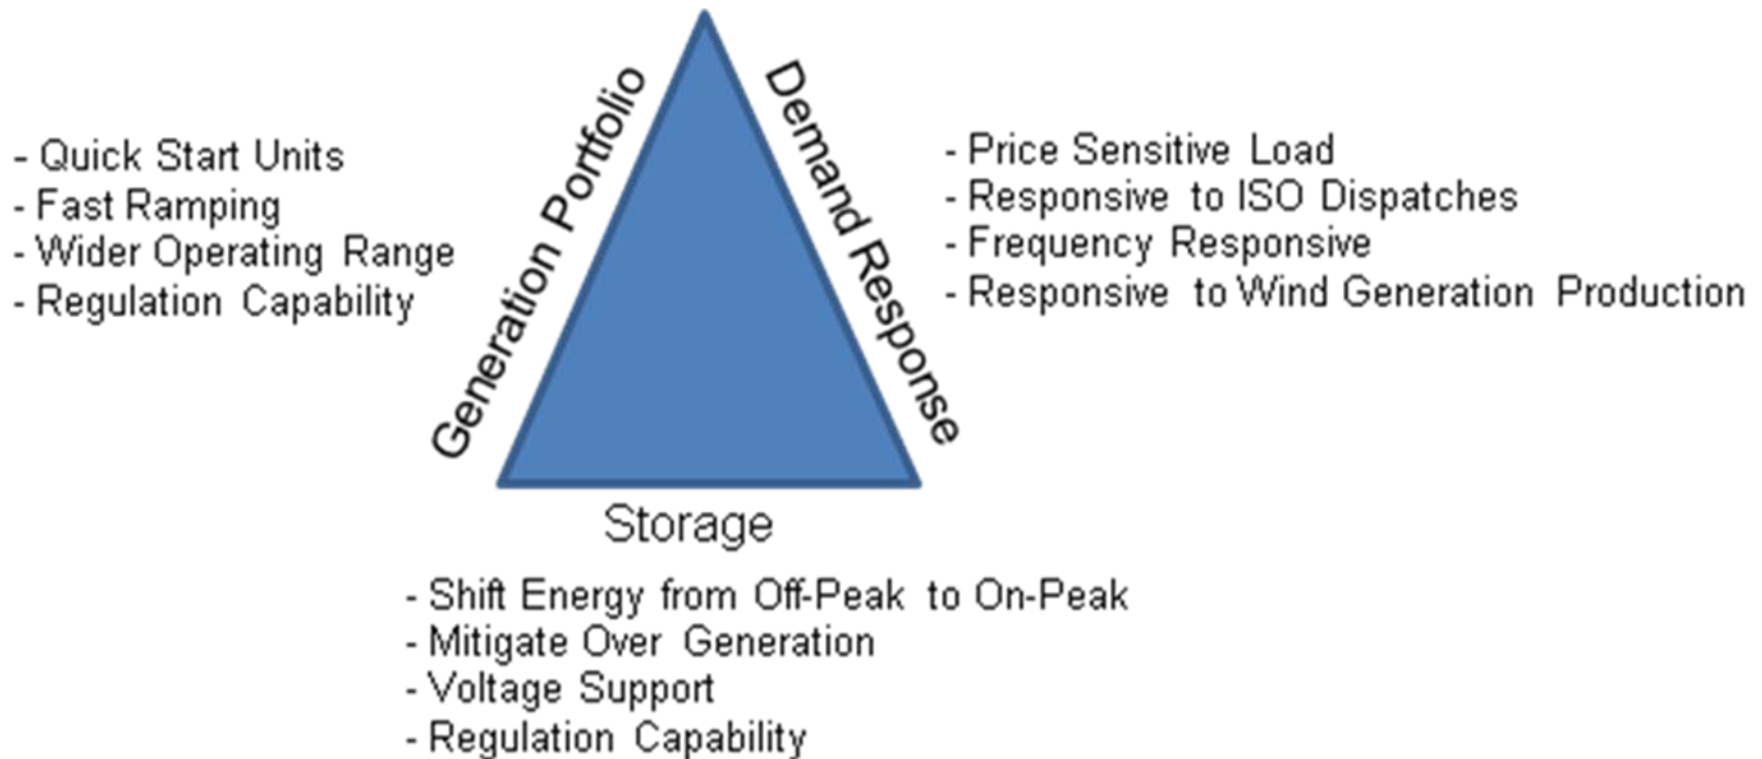 Generation Portfolio
- Quick Start Units
- Fast Ramping
- Wider Operating Range
- Regulation Capability
Demand Response
- Price Sensitive Load
- Responsive to ISO Dispatches
- Frequency Responsive
- Responsive to Wind Generation Production
Storage
- Shift Energy from Off-Peak to On-Peak
- Mitigate Over Generation
- Voltage Support
- Regulation Capability